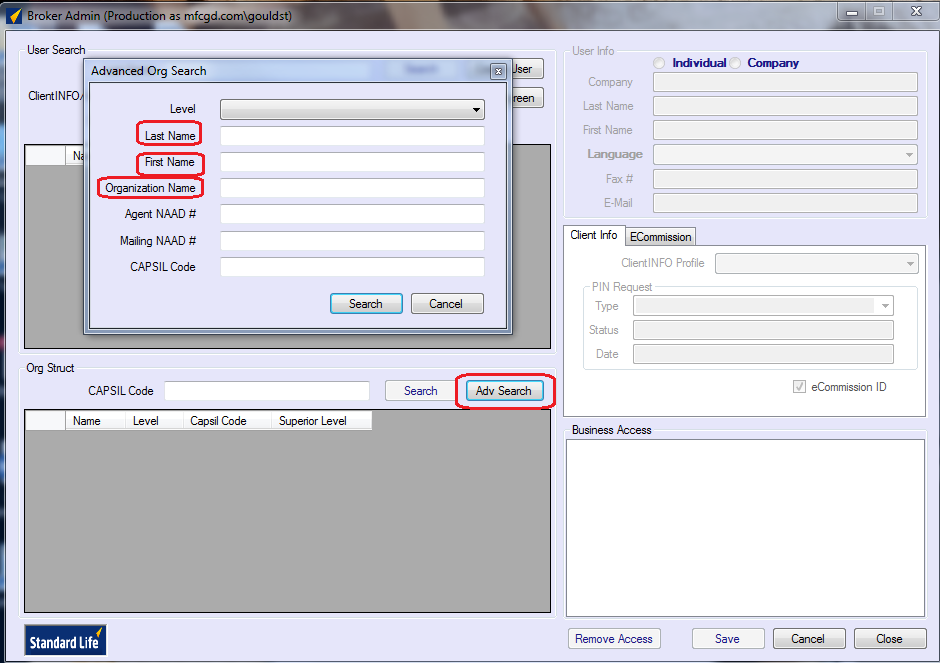 Broker Admin (Production as mfcgd.com\gouldst)
User Search
User
ClientINFO/
reen
Na
Advanced Org Search
Level
Last Name
First Name
Organization Name
Agent NAAD #
Mailing NAAD #
CAPSIL Code
Search Cancel
Org Struct
CAPSIL Code Search Adv Search
Name Level Capsil Code Superior Level
User Info
Individual Company
Company
Last Name
First Name
Language
Fax #
E-Mail
Client Info ECommission
ClientINFO Profile
PIN Request
Type
Status
Date
eCommission ID
Business Access
Standard Life
Remove Access Save Cancel Close